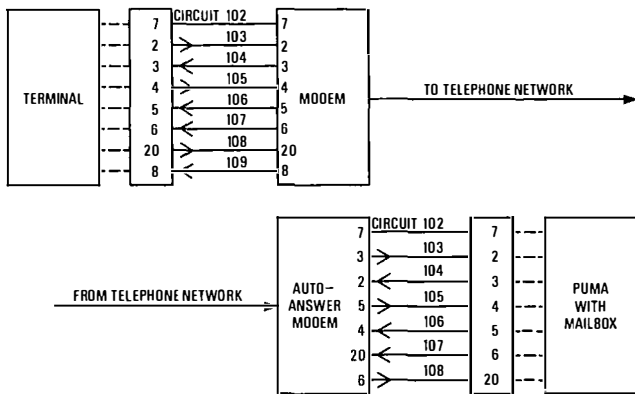 7 CIRCUIT 102 7
2 103 2
3 104 3
TERMINAL 4 105 4 MODEM TO TELEPHONE NETWORK
5 106 5
6 107 6
20 108 20
8 109 8
7 CIRCUIT 102 7
3 103 2
2 104 3
FROM TELEPHONE NETWORK AUTO-
ANSWER
MODEM 5 105 4 PUMA
WITH
MAILBOX
4 106 5
20 107 6
6 108 20